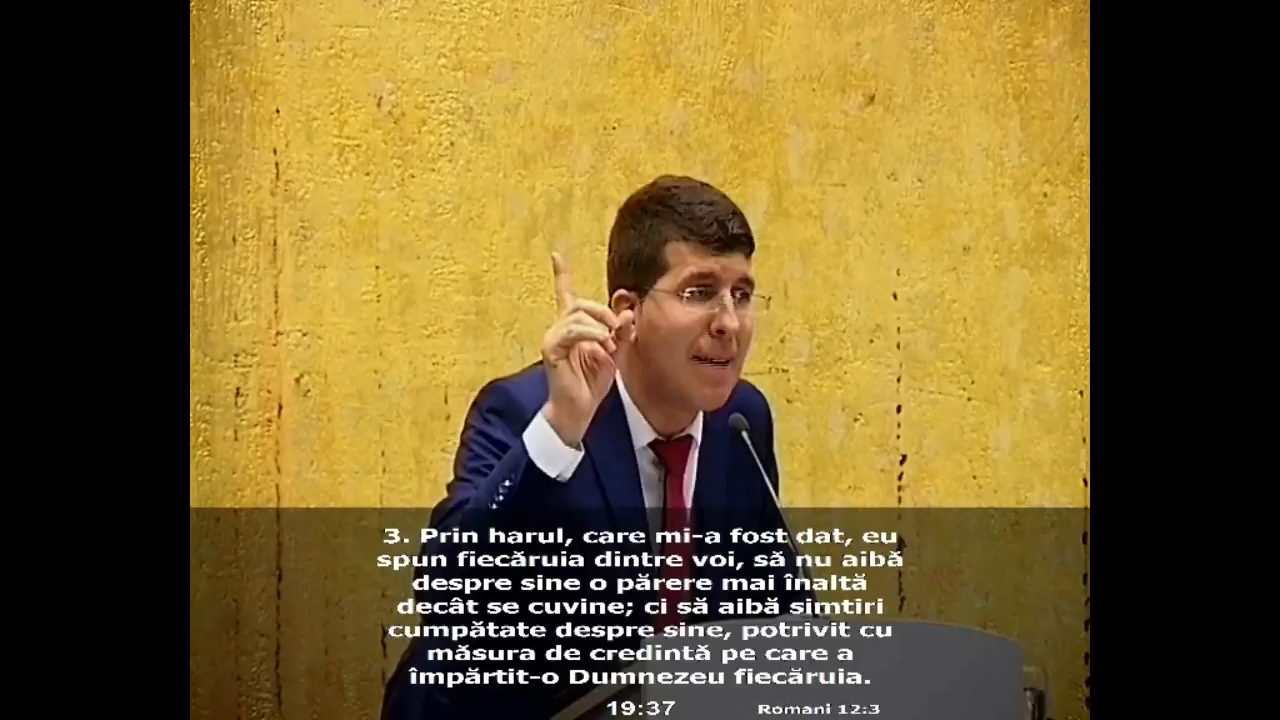 3. Prin harul, care mi-a fost dat, eu
spun fiecăruia dintre voi, să nu aibă
despre sine o părere mai înaltă
decât se cuvine; ci să aibă simtiri
cumpătate despre sine, potrivit cu
măsura de credintă pe care a
împărtit-o Dumnezeu fiecăruia.
19:37 Romani 12:3